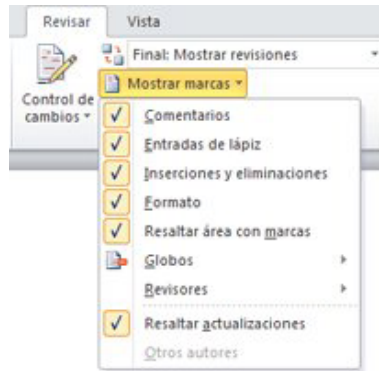 Revisar Vista
Final: Mostrar revisiones
Mostrar marcas
Control de
cambios
Comentarios
Entradas de lápiz
Inserciones y eliminaciones
Formato
Resaltar área con marcas
Globos
Revisores
Resaltar actualizaciones
Otros autores